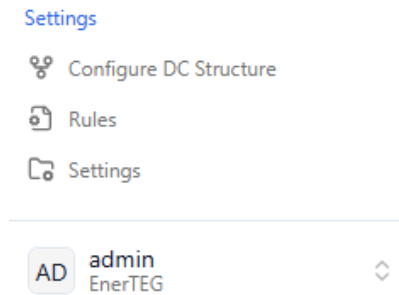 Settings
Configure DC Structure
Rules
Settings
AD
admin
EnerTEG